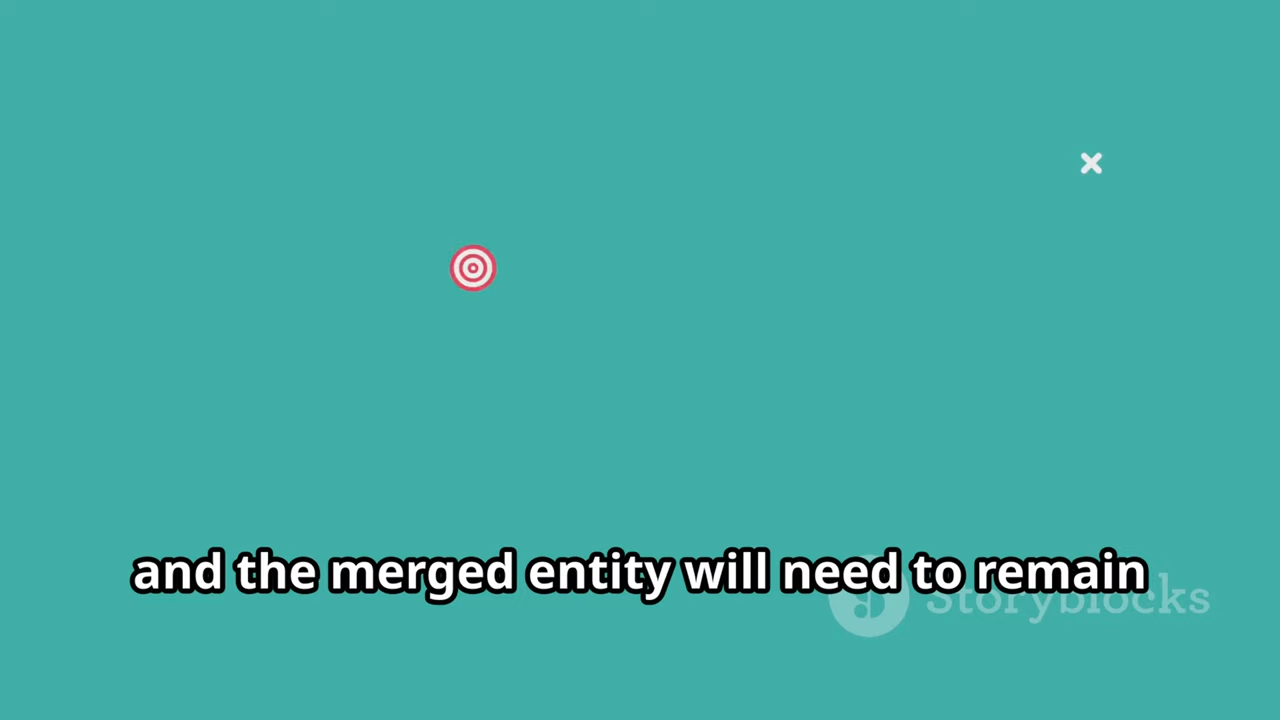 and the merged entity will need to remain
Storyblocks